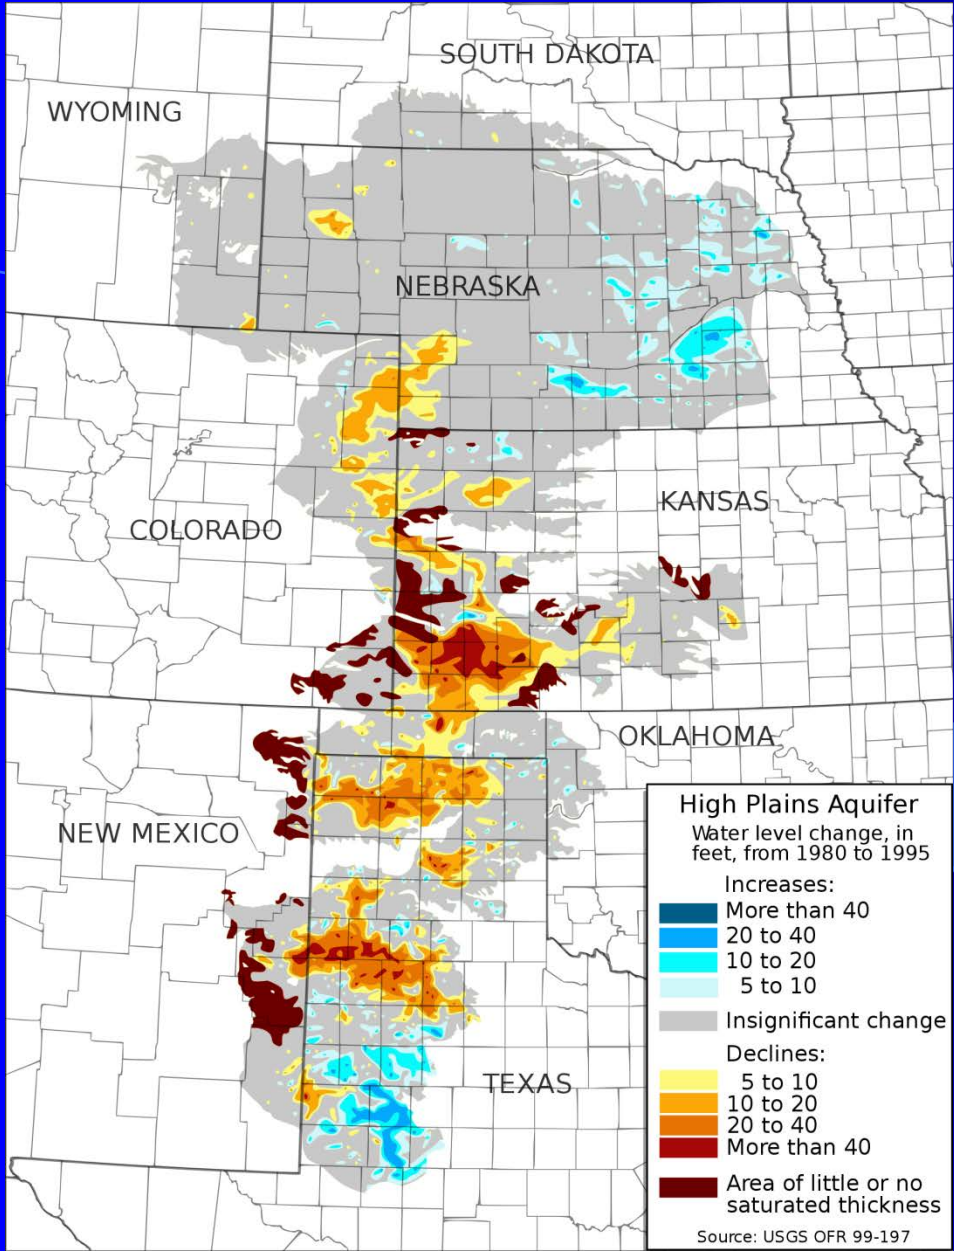 SOUTH DAKOTA
WYOMING
NEBRASKA
KANSAS
COLORADO
OKLAHOMA
NEW MEXICO
TEXAS
High Plains Aquifer
Water level change, in
feet, from 1980 to 1995
Increases:
More than 40
20 to 40
10 to 20
5 to 10
Insignificant change
Declines:
5 to 10
10 to 20
20 to 40
More than 40
Area of little or no
saturated thickness
Source: USGS OFR 99-197